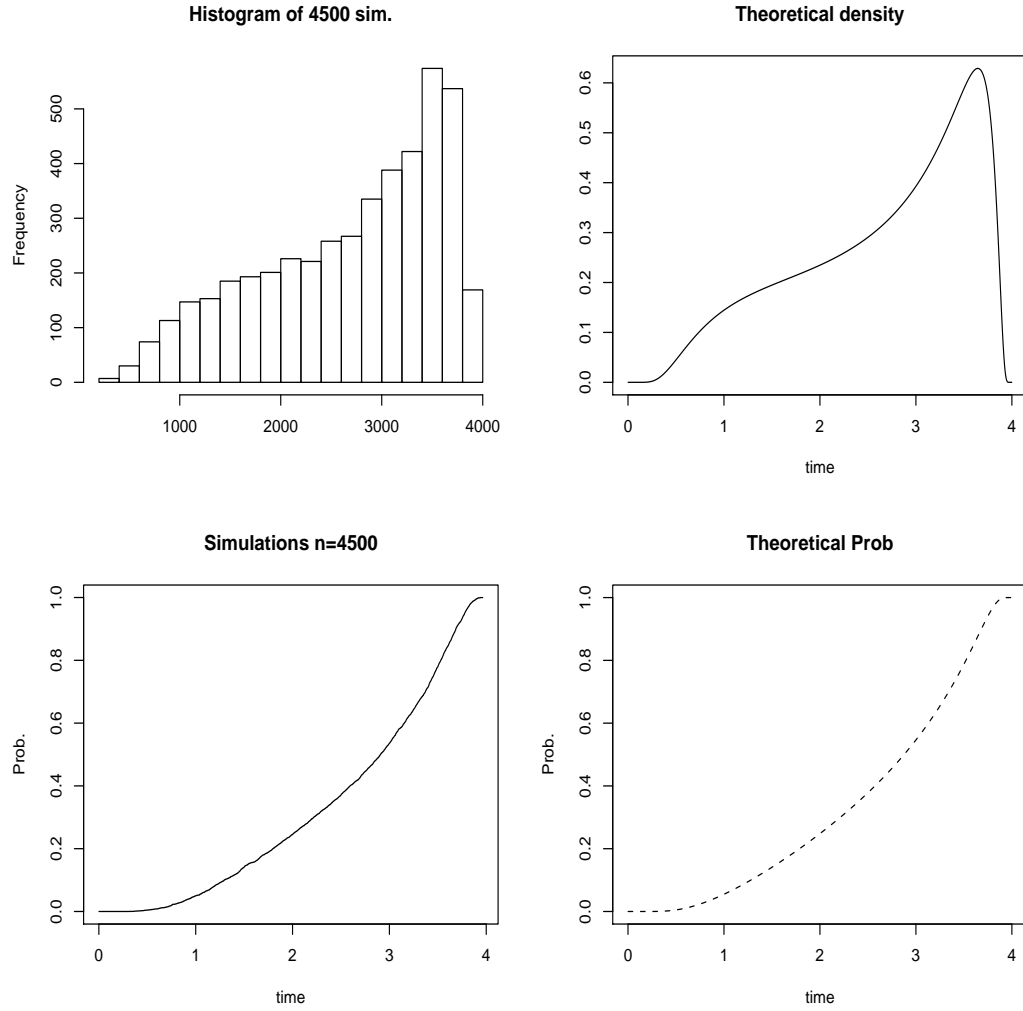 Histogram of 4500 sim.
Frequency
0 100 200 300 400 500
1000 2000 3000 4000
Theoretical density
0.0 0.1 0.2 0.3 0.4 0.5 0.6
0 1 2 3 4
time
Simulations n=4500
Prob.
0.0 0.2 0.4 0.6 0.8 1.0
0 1 2 3 4
time
Theoretical Prob
Prob.
0.0 0.2 0.4 0.6 0.8 1.0
0 1 2 3 4
time